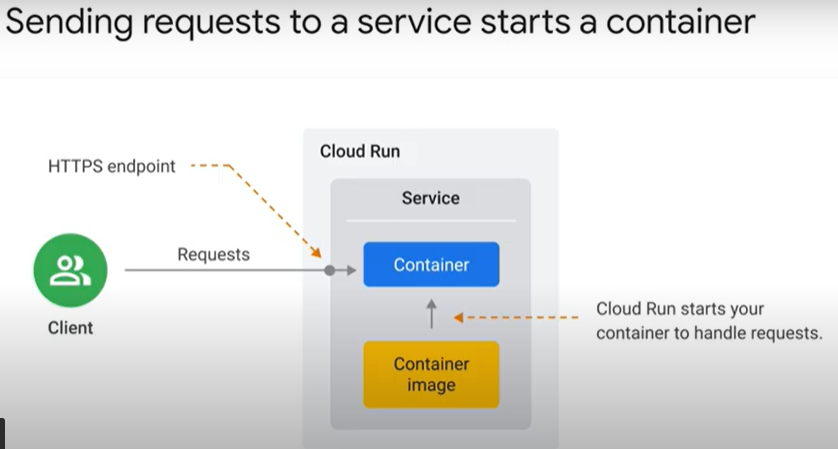 Sending requests to a service starts a container
Cloud Run
HTTPS endpoint
Service
Requests
Container
Client
Cloud Run starts your
container to handle requests.
Container
image